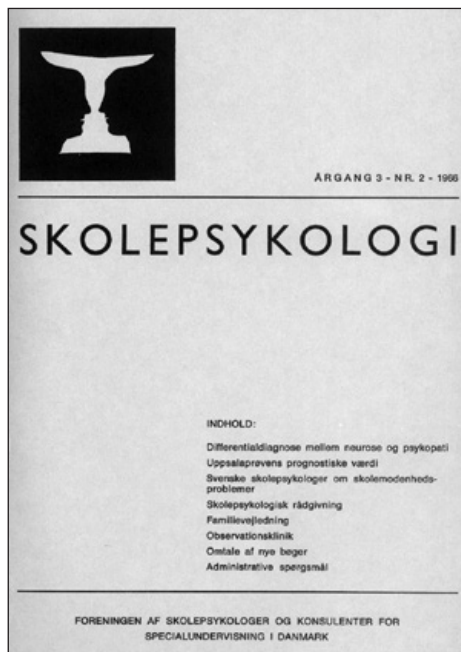 ÅRGANG 3 - NR. 2 - 1966
SKOLEPSYKOLOGI
INDHOLD:
Differentialdiagnose mellem neurose og psykopati
Uppsalaprøvens prognostiske værdi
Svenske skolepsykologer om skolemodenheds-
problemer
Skolepsykologisk rådgivning
Familievejledning
Observationsklinik
Omtale af nye bøger
Administrative spørgsmål
FORENINGEN AF SKOLEPSYKOLOGER OG KONSULENTER FOR
SPECIALUNDERVISNING I DANMARK